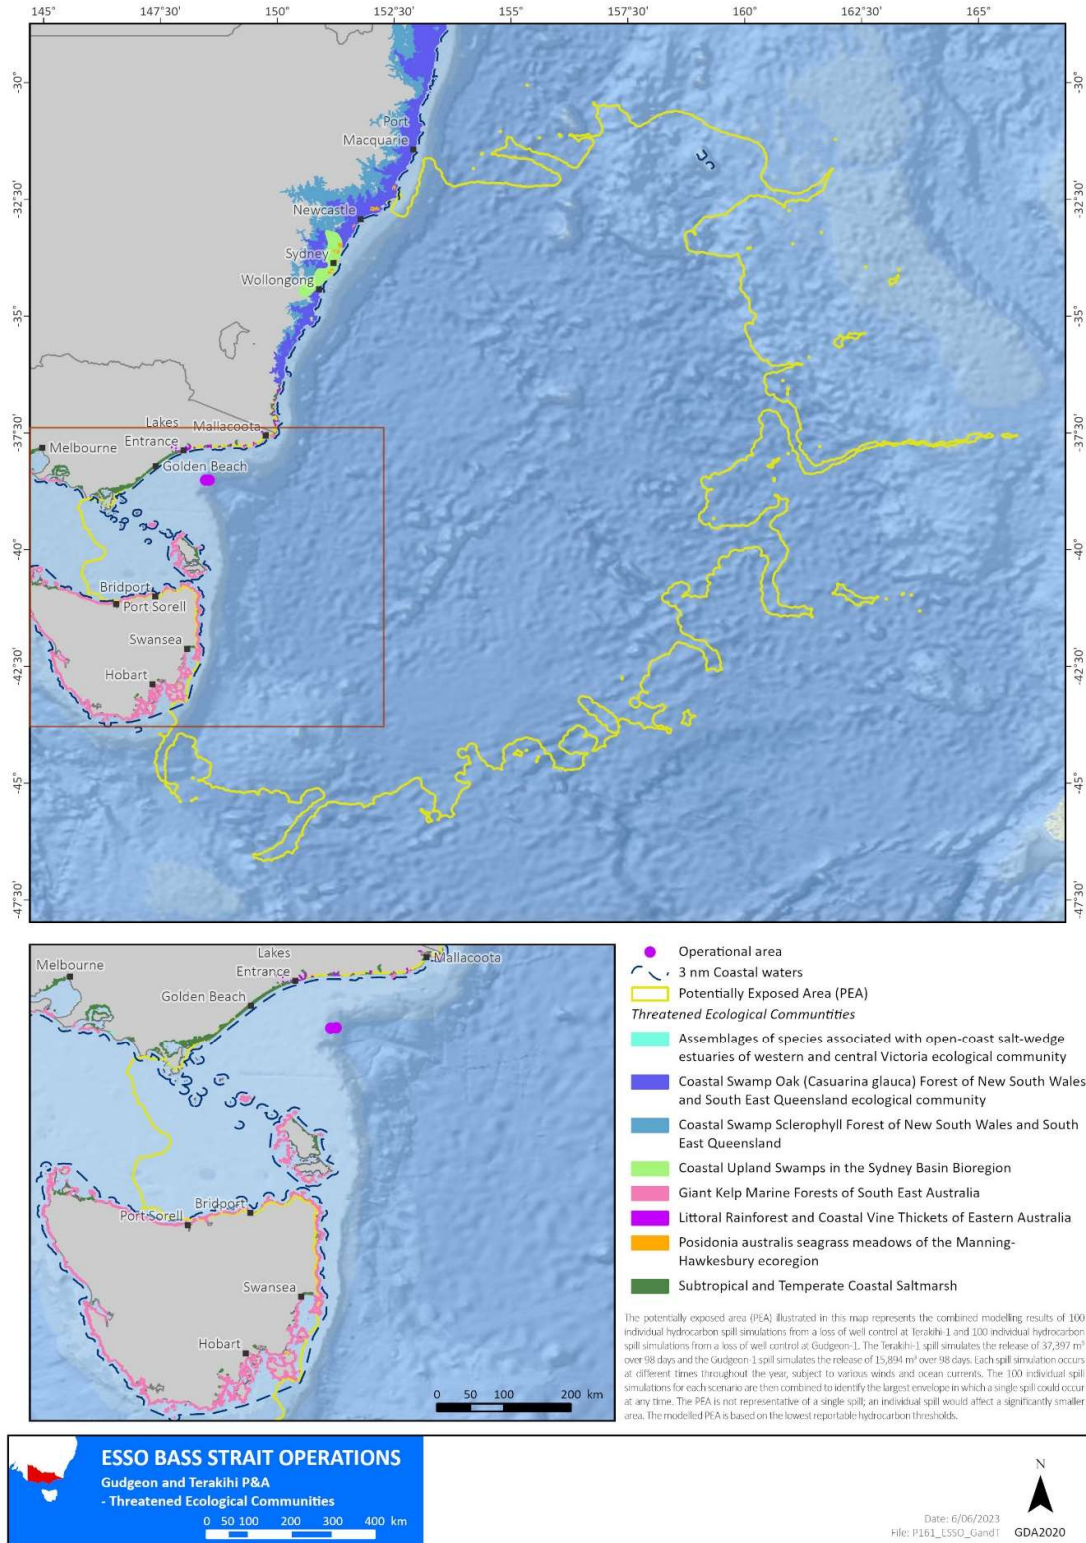 145° 147°30' 150° 152°30' 155° 157°30' 160° 162°30' 165°
-30° -30°
Port
Macquarie
-32°30' -32°30'
Newcastle
Sydney
Wollongong
-35° -35°
-37°30' -37°30'
Lakes
Entrance
Mallacoota
Melbourne
Golden Beach
-40° -40°
Bridport
Port Sorell
Swansea
-42°30' -42°30'
Hobart
-45° -45°
-47°30' -47°30'
Melbourne
Lakes
Entrance
Mallacoota
Golden Beach
Bridport
Port Sorell
Swansea
Hobart
0 50 100 200 km
Operational area
3 nm Coastal waters
Potentially Exposed Area (PEA)
Threatened Ecological Communities
Assemblages of species associated with open-coast salt-wedge
estuaries of western and central Victoria ecological community
Coastal Swamp Oak (Casuarina glauca) Forest of New South Wales
and South East Queensland ecological community
Coastal Swamp Sclerophyll Forest of New South Wales and South
East Queensland
Coastal Upland Swamps in the Sydney Basin Bioregion
Giant Kelp Marine Forests of South East Australia
Littoral Rainforest and Coastal Vine Thickets of Eastern Australia
Posidonia australis seagrass meadows of the Manning-
Hawkesbury ecoregion
Subtropical and Temperate Coastal Saltmarsh
The potentially exposed area (PEA) illustrated in this map represents the combined modelling results of 100
individual hydrocarbon spill simulations from a loss of well control at Terakihi-1 and 100 individual hydrocarbon
spill simulations from a loss of well control at Gudgeon-1. The Terakihi-1 spill simulates the release of 37,397 m³
over 98 days and the Gudgeon-1 spill simulates the release of 15,894 m³ over 98 days. Each spill simulation occurs
at different times throughout the year, subject to various winds and ocean currents. The 100 individual spill
simulations for each scenario are then combined to identify the largest envelope in which a single spill could occur
at any time. The PEA is not representative of a single spill; an individual spill would affect a significantly smaller
area. The modelled PEA is based on the lowest reportable hydrocarbon thresholds.
ESSO BASS STRAIT OPERATIONS
Gudgeon and Terakihi P&A
- Threatened Ecological Communities
0 50 100 200 300 400 km
N
Date: 6/06/2023
File: P161_ESSO_GandT
GDA2020